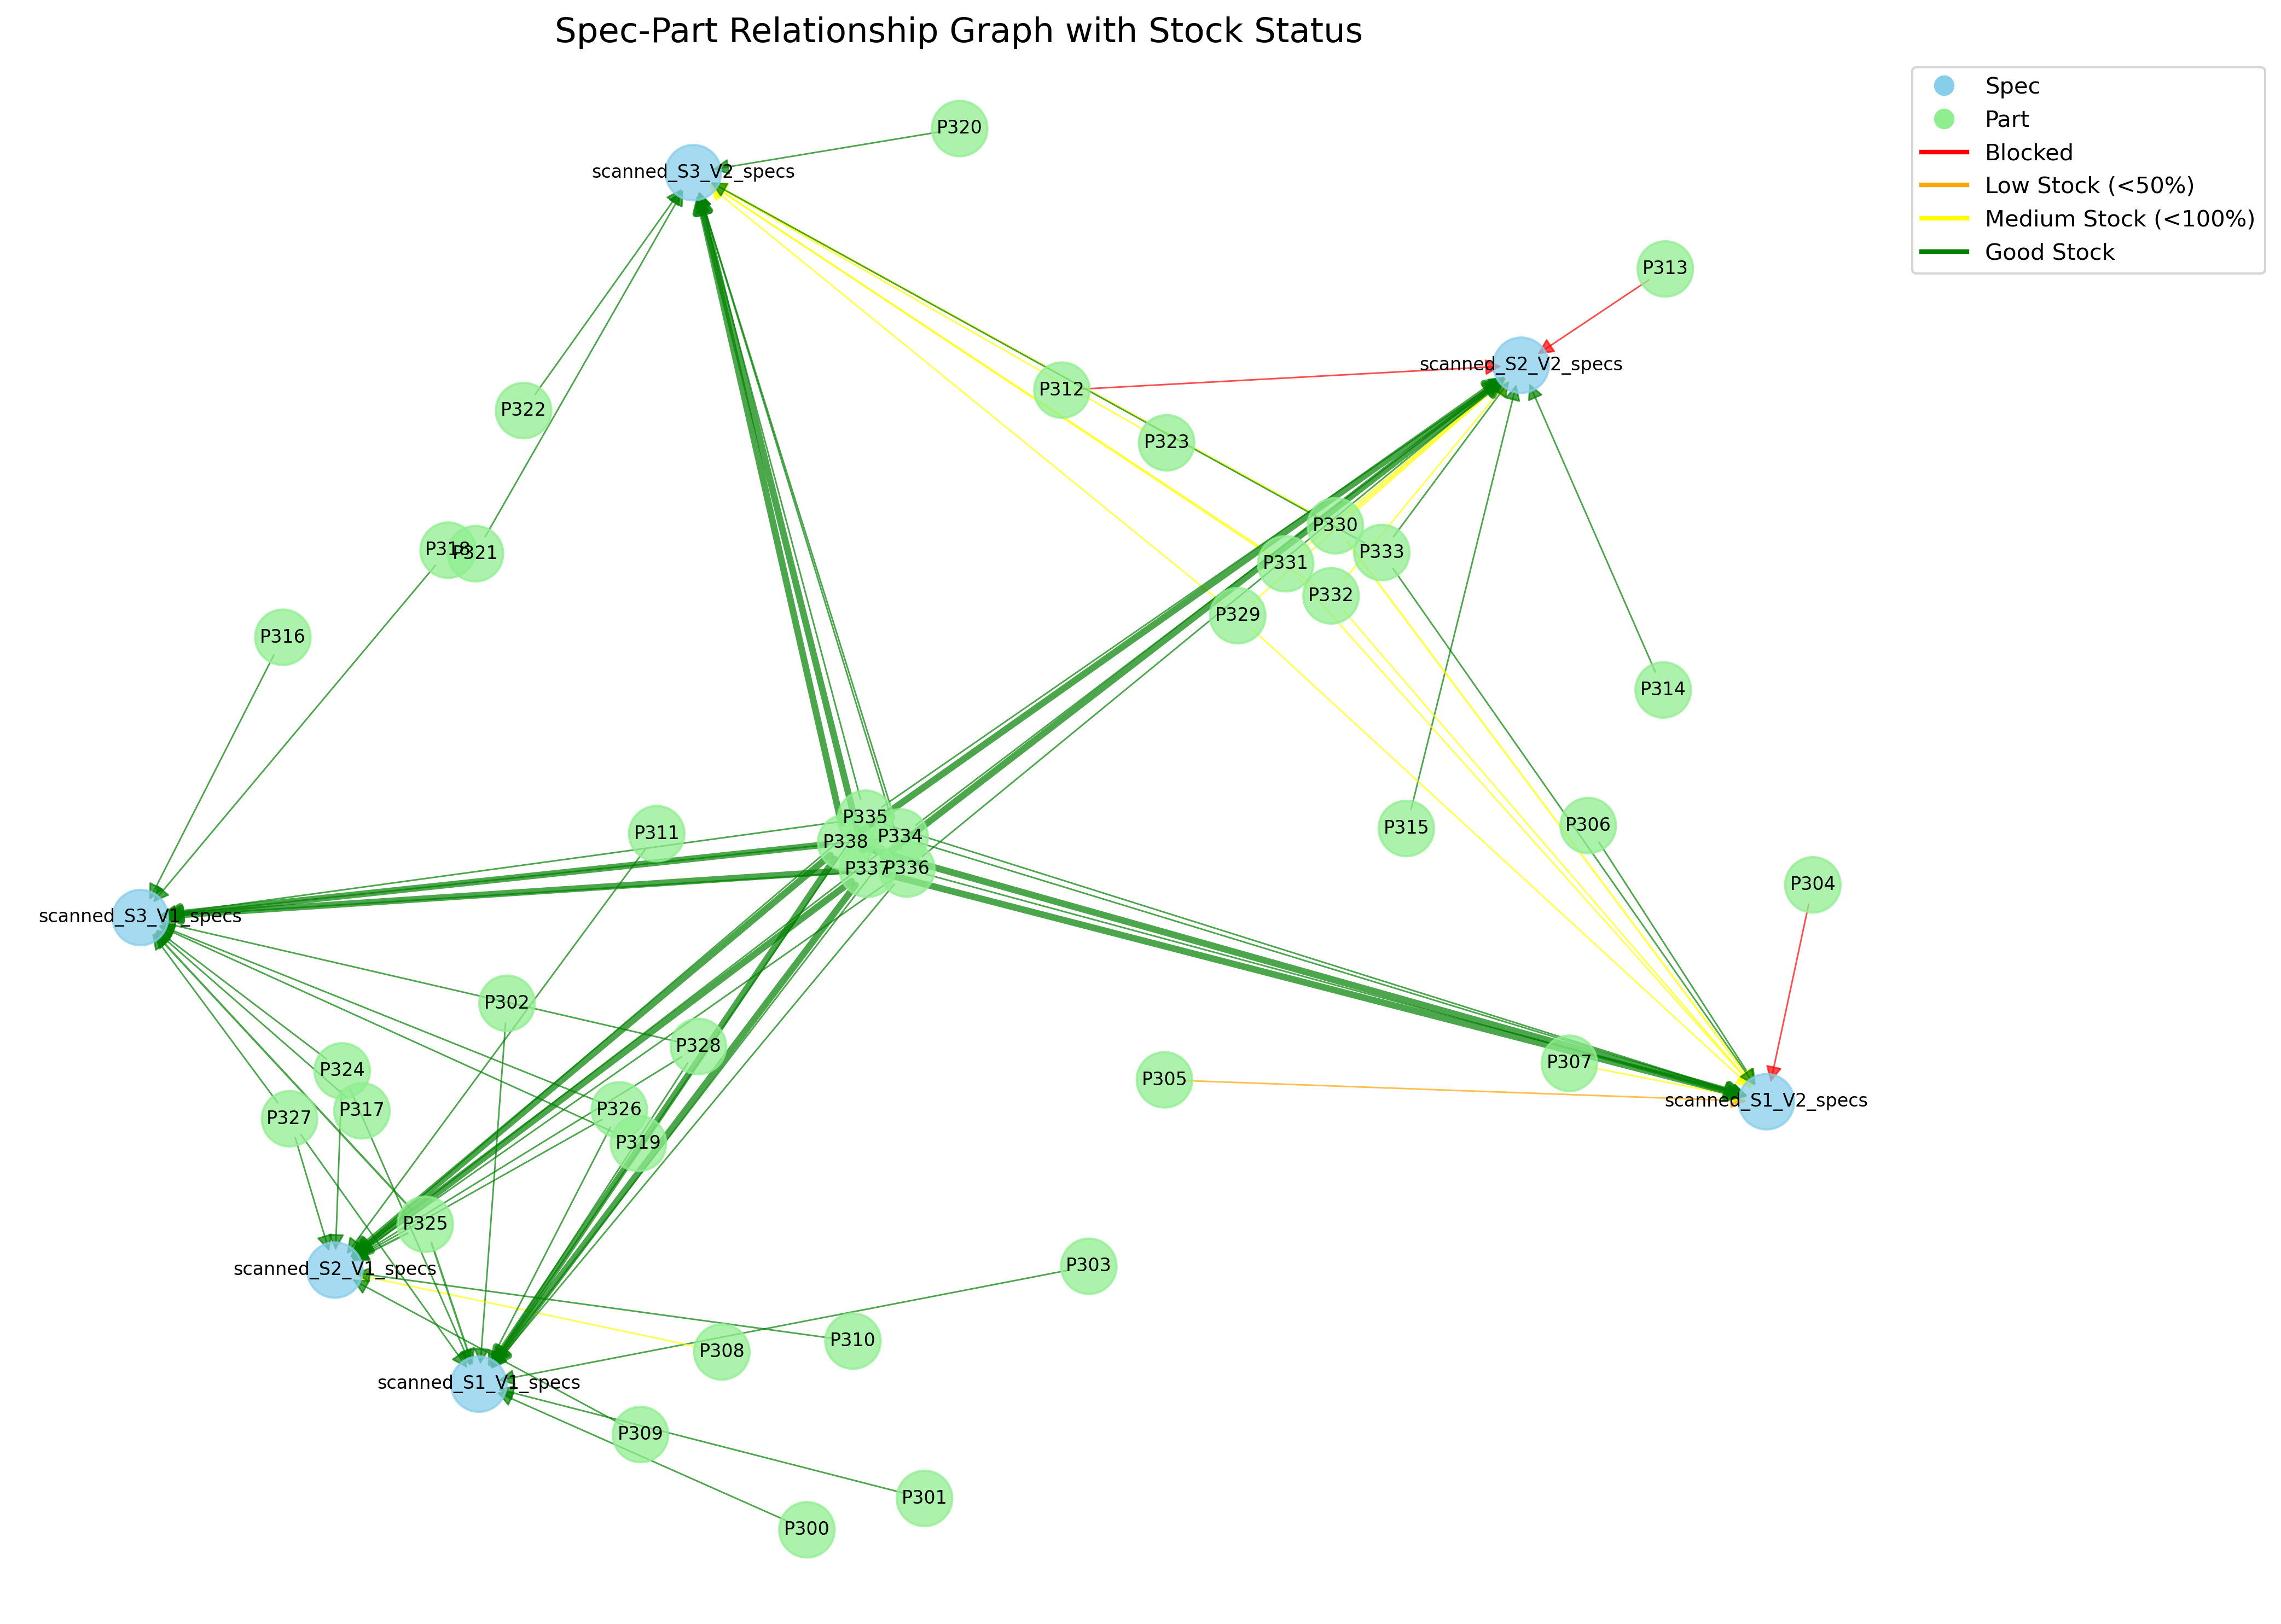 Spec-Part Relationship Graph with Stock Status
Spec
Part
Blocked
Low Stock (<50%)
Medium Stock (<100%)
Good Stock
P320
scanned_S3_V2_specs
P313
scanned_S2_V2_specs
P312
P322
P323
P330
P318
P321
P333
P331
P332
P329
P316
P314
P335
P306
P315
P311
P334
P338
P337
P336
P304
scanned_S3_V1_specs
P302
P328
P307
P324
P305
scanned_S1_V2_specs
P326
P317
P327
P319
P325
P303
scanned_S2_V1_specs
P310
P308
scanned_S1_V1_specs
P309
P301
P300